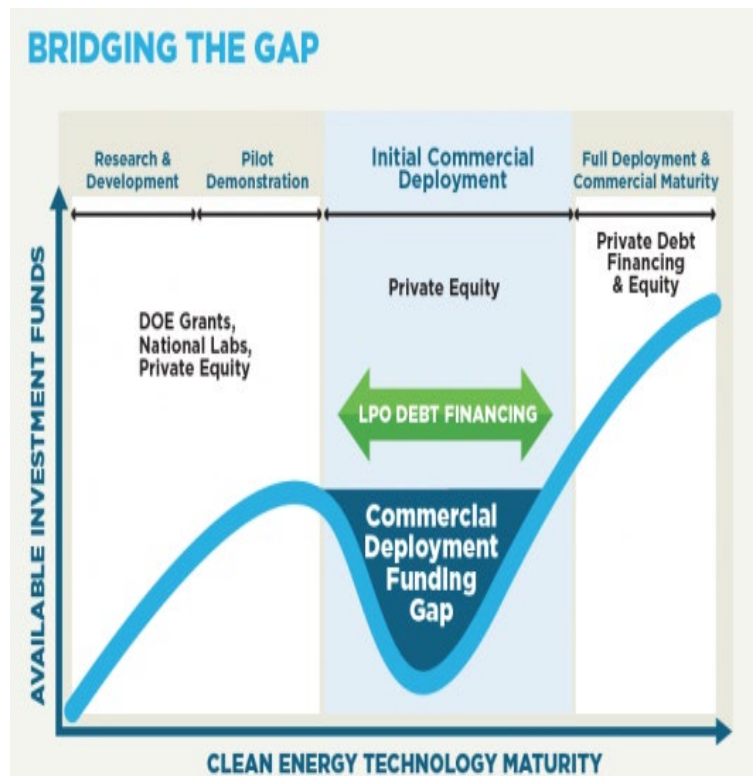 BRIDGING THE GAP
Research &
Development
Pilot
Demonstration
Initial Commercial
Deployment
Full Deployment &
Commercial Maturity
AVAILABLE INVESTMENT FUNDS
DOE Grants,
National Labs,
Private Equity
Private Equity
Private Debt
Financing
& Equity
LPO DEBT FINANCING
Commercial
Deployment
Funding
Gap
CLEAN ENERGY TECHNOLOGY MATURITY